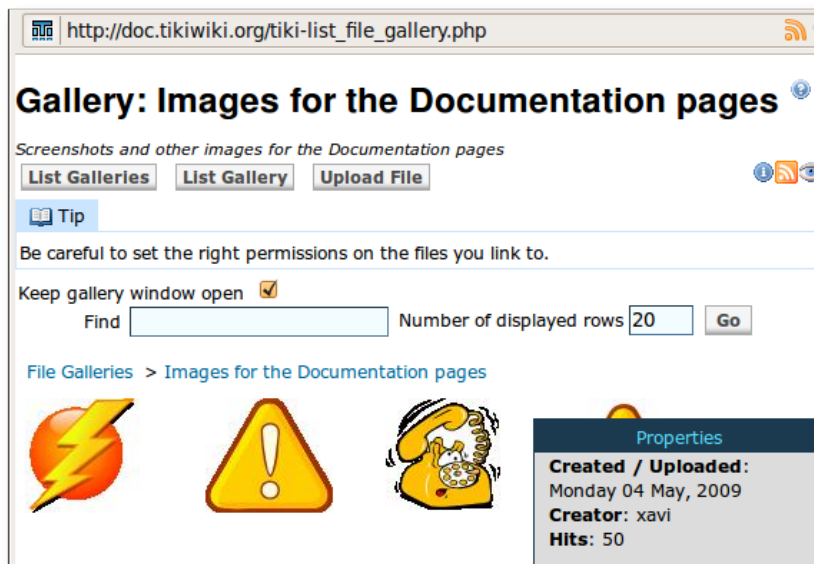 http://doc.tikiwiki.org/tiki-list_file_gallery.php
Gallery: Images for the Documentation pages
Screenshots and other images for the Documentation pages
List Galleries List Gallery Upload File
Tip
Be careful to set the right permissions on the files you link to.
Keep gallery window open
Find Number of displayed rows 20 Go
File Galleries > Images for the Documentation pages
Properties
Created / Uploaded:
Monday 04 May, 2009
Creator: xavi
Hits: 50